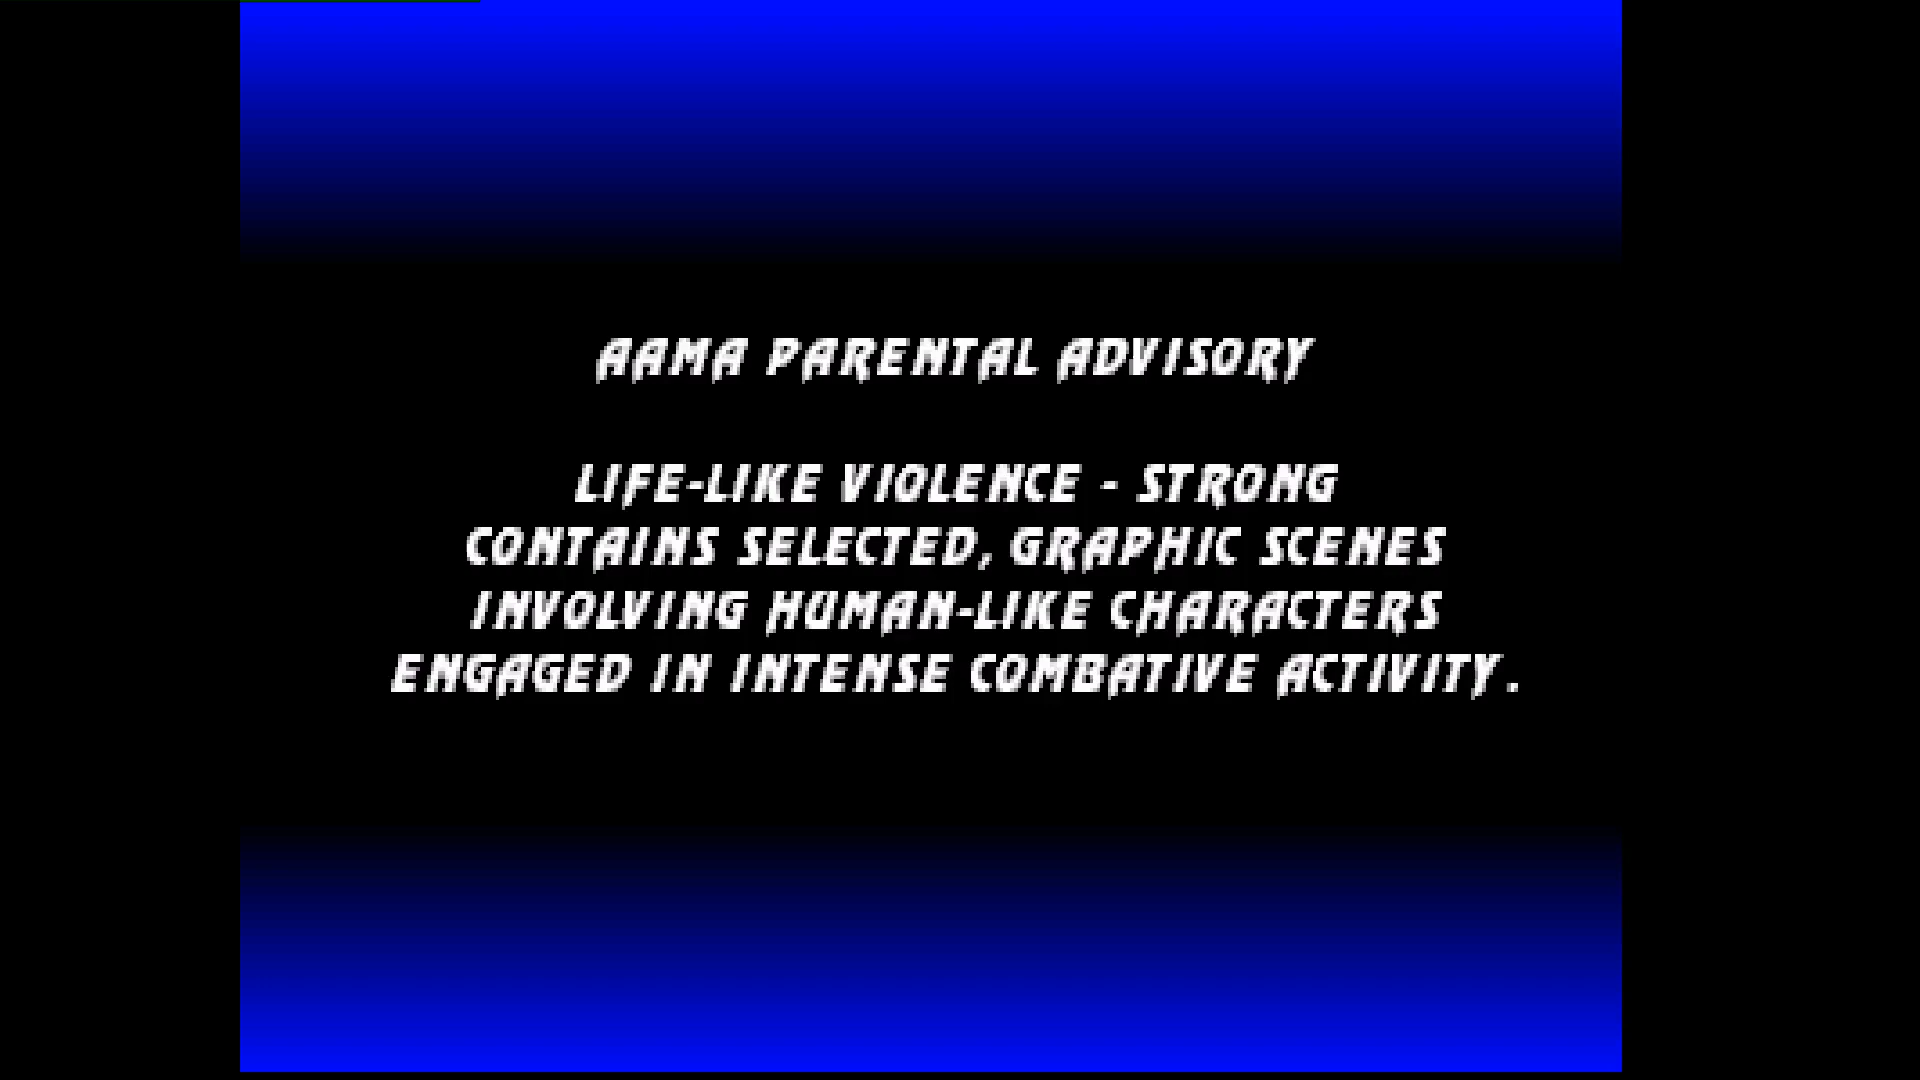 AAMA PARENTAL ADVISORY
LIFE-LIKE VIOLENCE - STRONG
CONTAINS SELECTED, GRAPHIC SCENES
INVOLVING HUMAN-LIKE CHARACTERS
ENGAGED IN INTENSE COMBATIVE ACTIVITY.